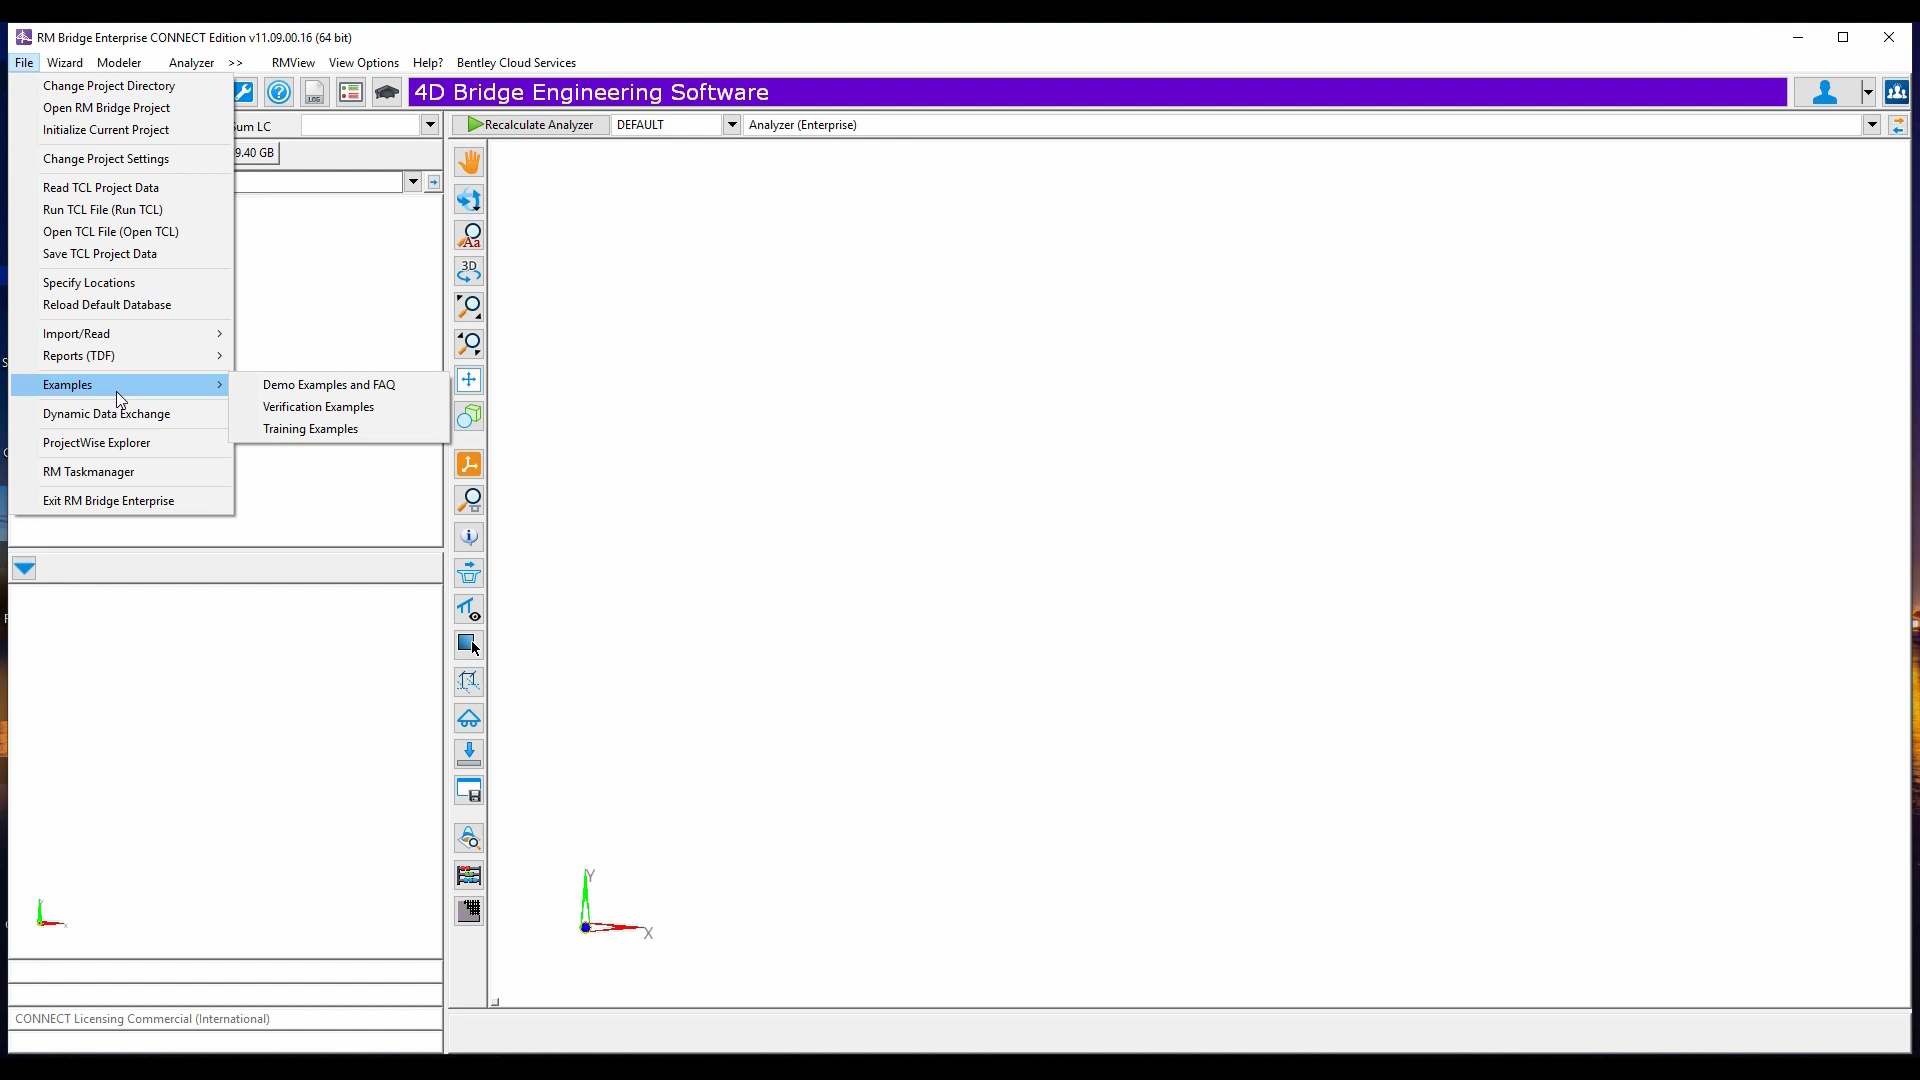 RM Bridge Enterprise CONNECT Edition v11.09.00.16 (64 bit)
File Wizard Modeler Analyzer >> RMView View Options Help? Bentley Cloud Services
Change Project Directory
Open RM Bridge Project
Initialize Current Project
Change Project Settings
Read TCL Project Data
Run TCL File (Run TCL)
Open TCL File (Open TCL)
Save TCL Project Data
Specify Locations
Reload Default Database
Import/Read
Reports (TDF)
Examples
Dynamic Data Exchange
ProjectWise Explorer
RM Taskmanager
Exit RM Bridge Enterprise
Demo Examples and FAQ
Verification Examples
Training Examples
LOG
4D Bridge Engineering Software
LC
Recalculate Analyzer DEFAULT Analyzer (Enterprise)
9.40 GB
Aa
3D
Y
X
CONNECT Licensing Commercial (International)